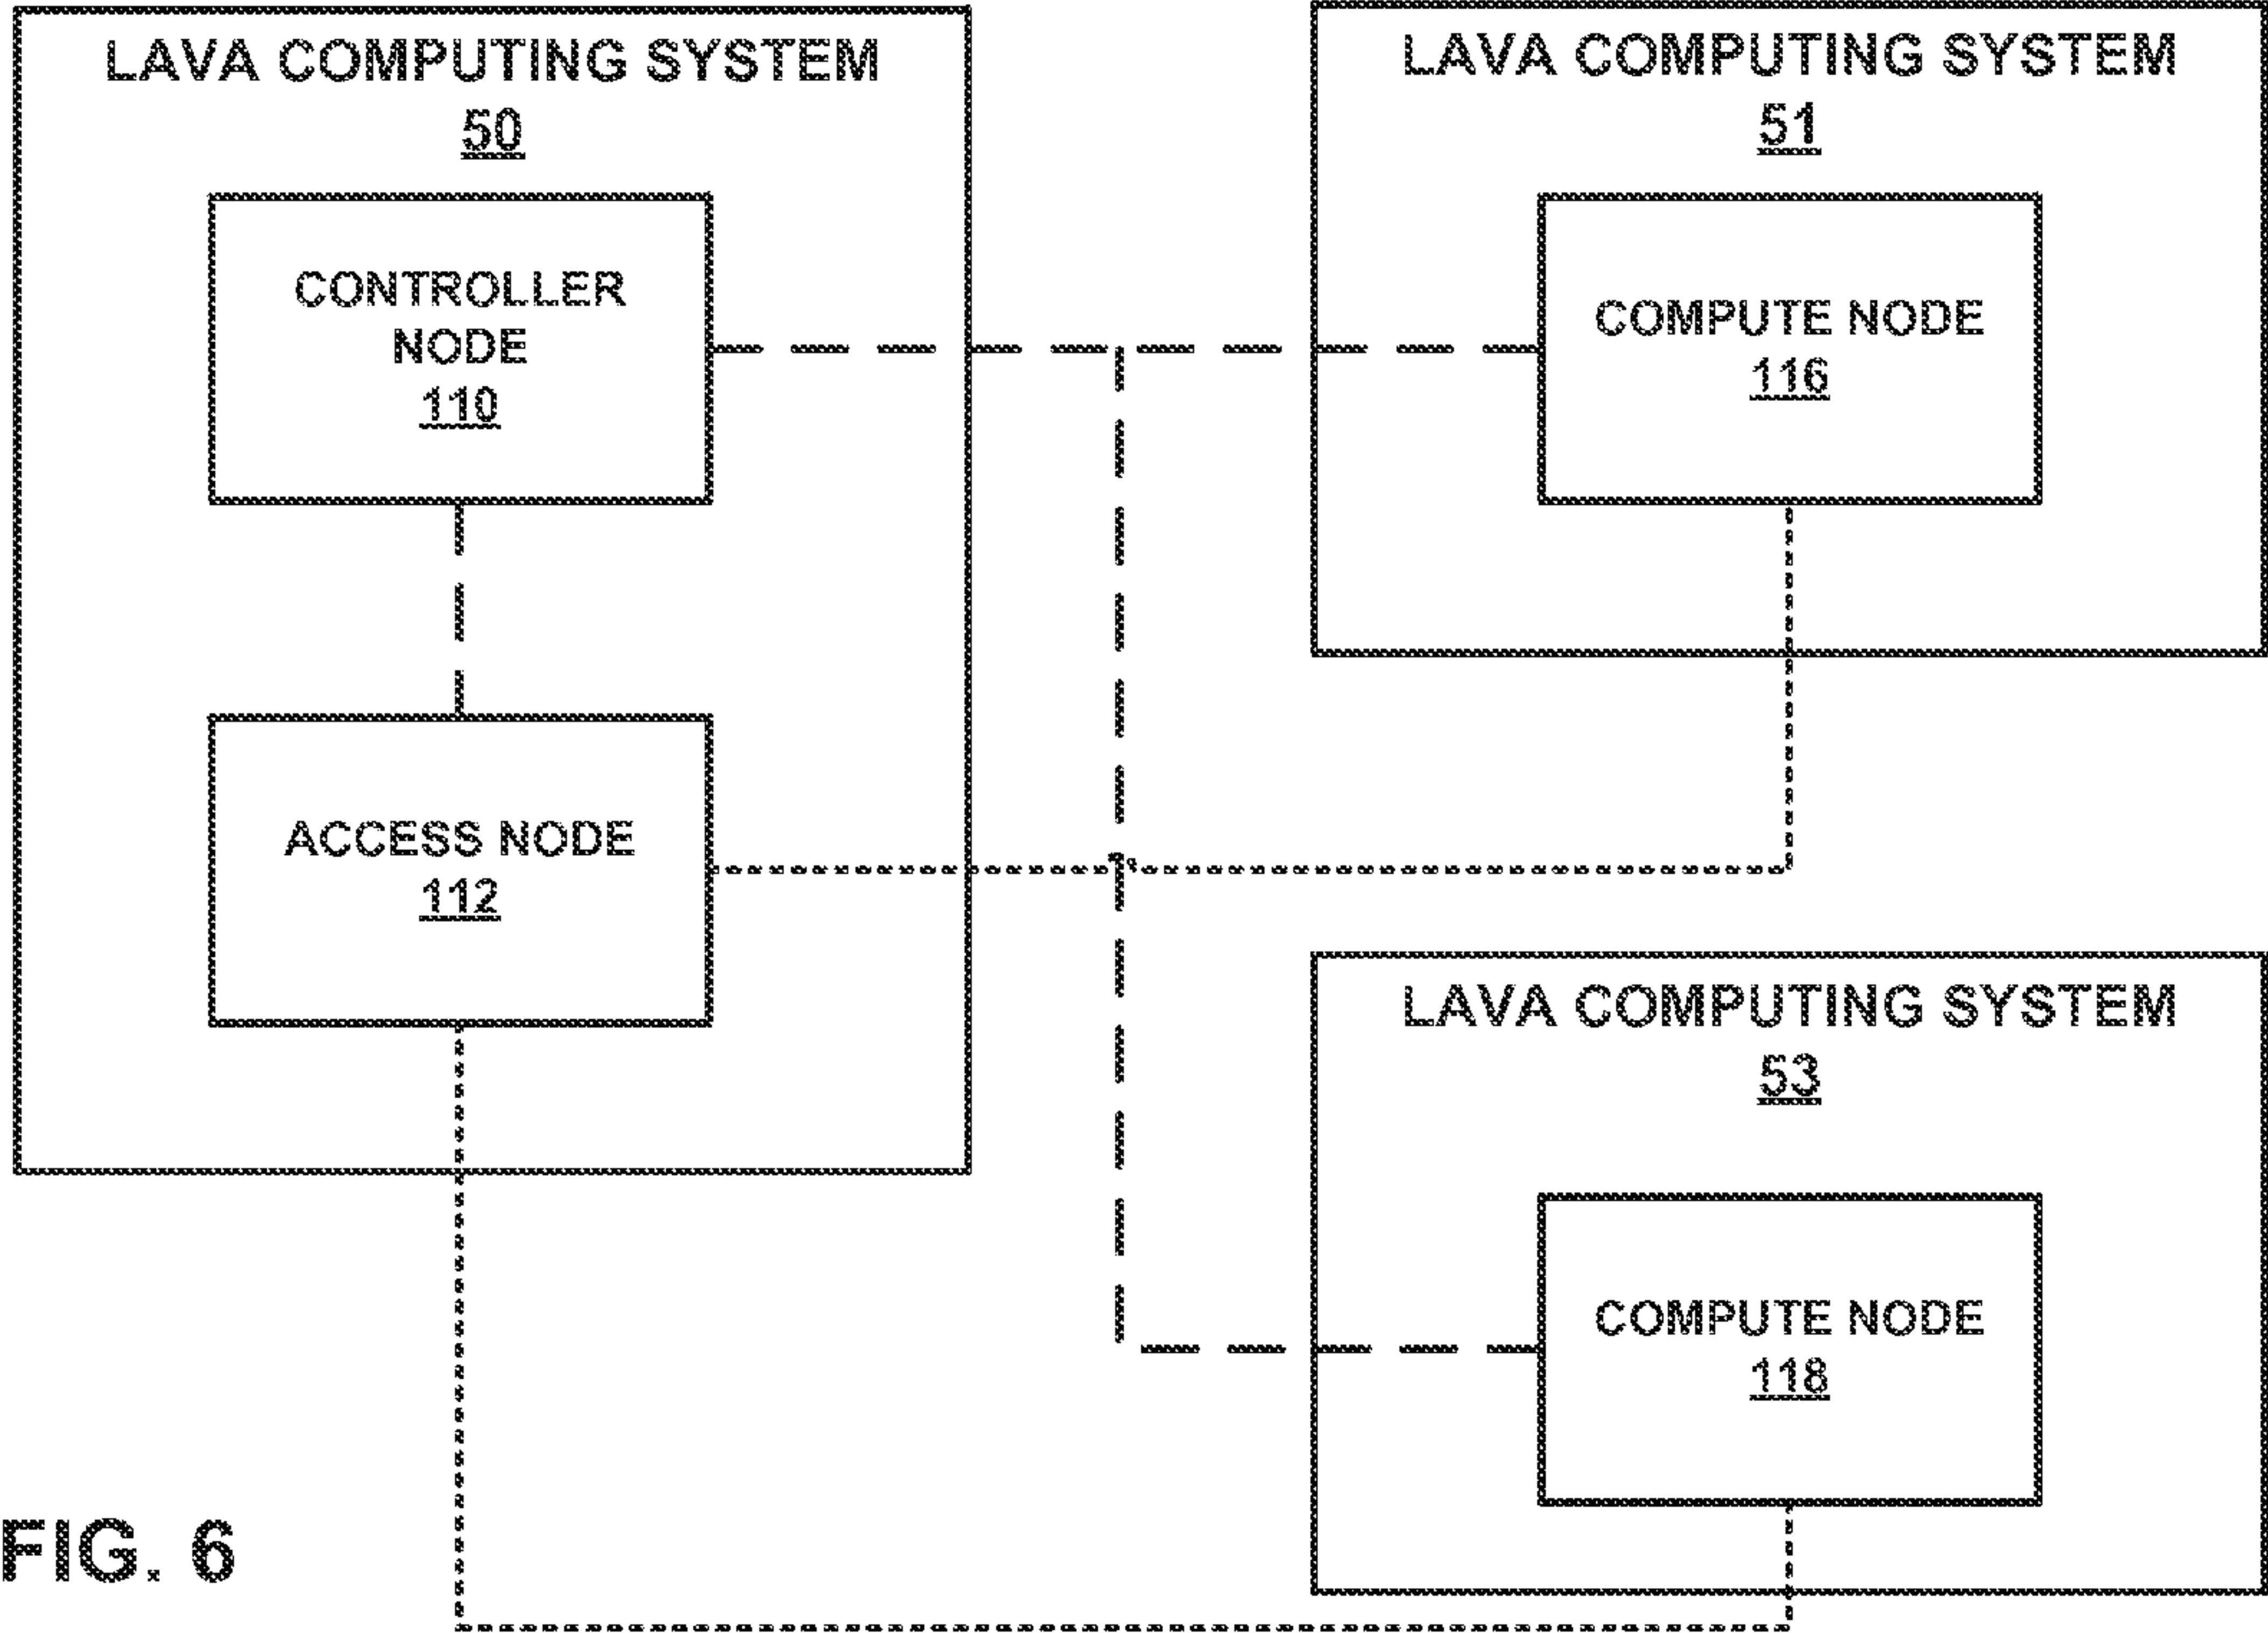 LAVA COMPUTING SYSTEM
50
CONTROLLER
NODE
110
ACCESS NODE
112
LAVA COMPUTING SYSTEM
51
COMPUTE NODE
116
LAVA COMPUTING SYSTEM
53
COMPUTE NODE
118
FIG. 6